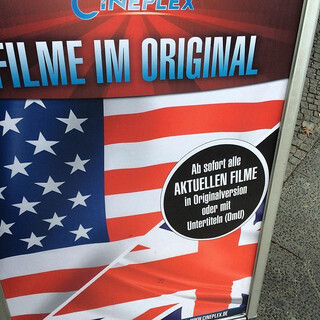 CINEPLEX
FILME IM ORIGINAL
Ab sofort alle
AKTUELLEN FILME
in Originalversion
oder mit
Untertiteln (OmU)
WWW.CINEPLEX.DE